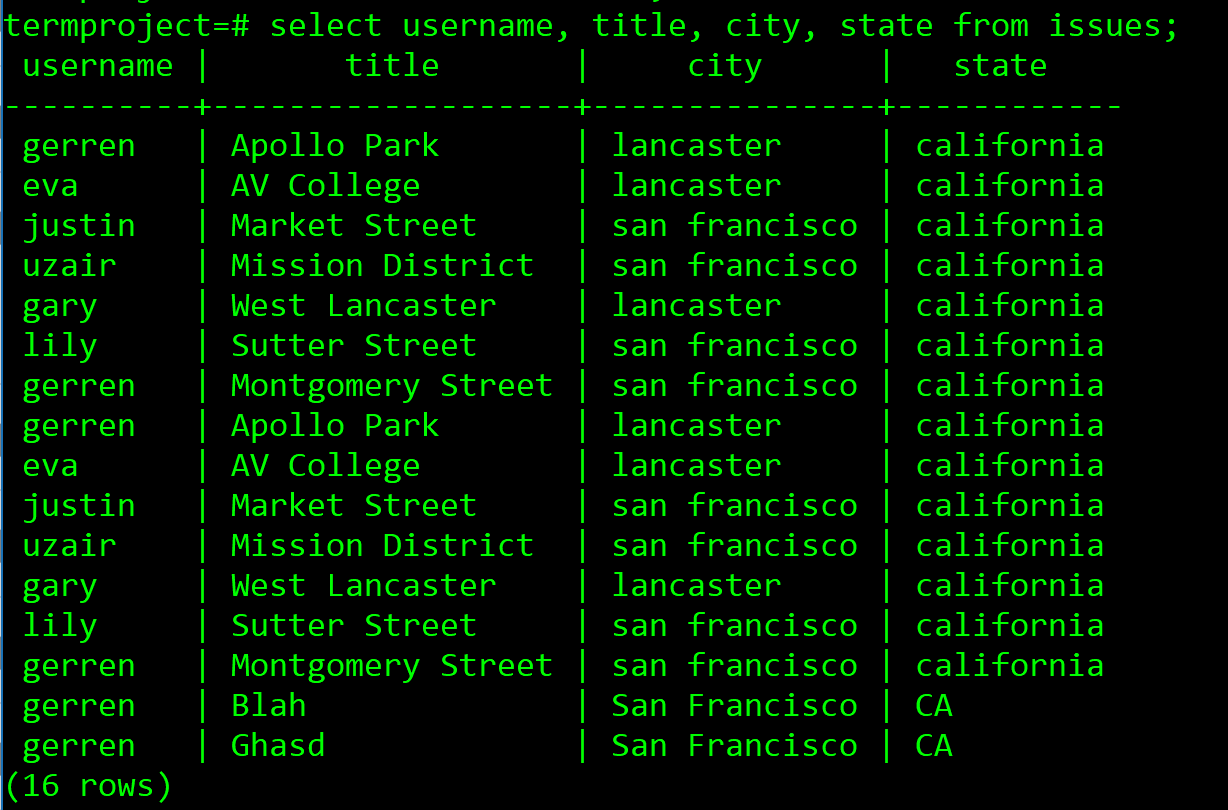 termproject=# select username, title, city, state from issues;
 username |       title       |     city      |   state
----------+-------------------+---------------+------------
 gerren   | Apollo Park       | lancaster     | california
 eva      | AV College        | lancaster     | california
 justin   | Market Street     | san francisco | california
 uzair    | Mission District  | san francisco | california
 gary     | West Lancaster    | lancaster     | california
 lily     | Sutter Street     | san francisco | california
 gerren   | Montgomery Street | san francisco | california
 gerren   | Apollo Park       | lancaster     | california
 eva      | AV College        | lancaster     | california
 justin   | Market Street     | san francisco | california
 uzair    | Mission District  | san francisco | california
 gary     | West Lancaster    | lancaster     | california
 lily     | Sutter Street     | san francisco | california
 gerren   | Montgomery Street | san francisco | california
 gerren   | Blah              | San Francisco | CA
 gerren   | Ghasd             | San Francisco | CA
(16 rows)